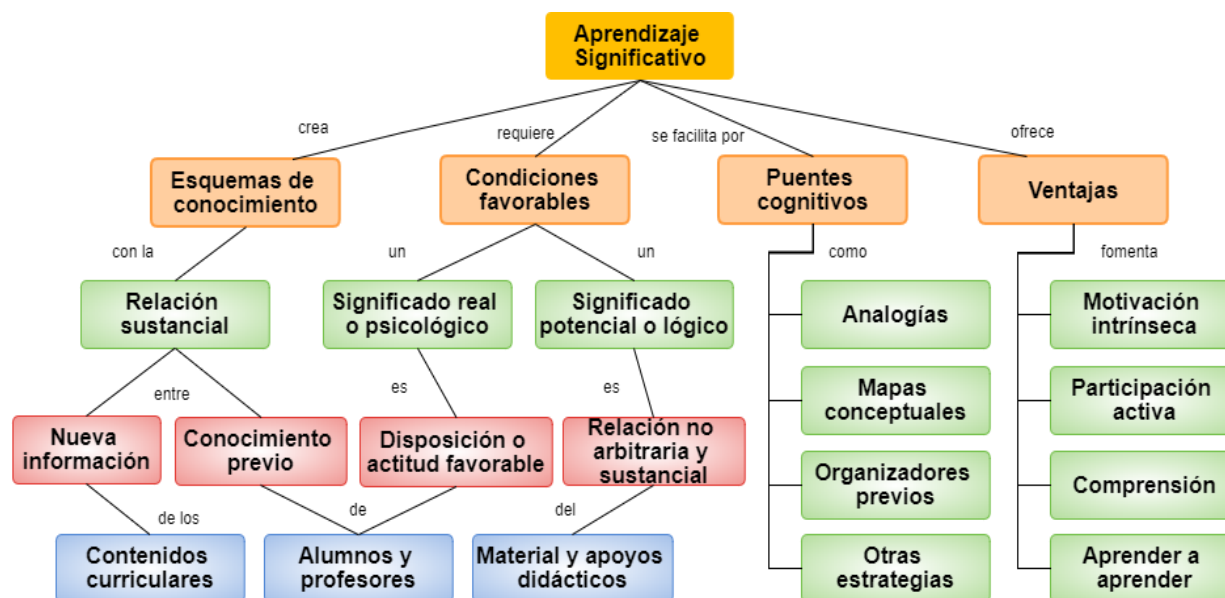 Aprendizaje
Significativo
crea
requiere
se facilita por
ofrece
Esquemas de
conocimiento
Condiciones
favorables
Puentes
cognitivos
Ventajas
con la
un
un
como
fomenta
Relación
sustancial
Significado real
o psicológico
Significado
potencial o lógico
Analogías
Motivación
intrínseca
entre
es
es
Mapas
conceptuales
Participación
activa
Nueva
información
Conocimiento
previo
Disposición o
actitud favorable
Relación no
arbitraria y
sustancial
Organizadores
previos
Comprensión
de los
de
del
Contenidos
curriculares
Alumnos y
profesores
Material y apoyos
didácticos
Otras
estrategias
Aprender a
aprender